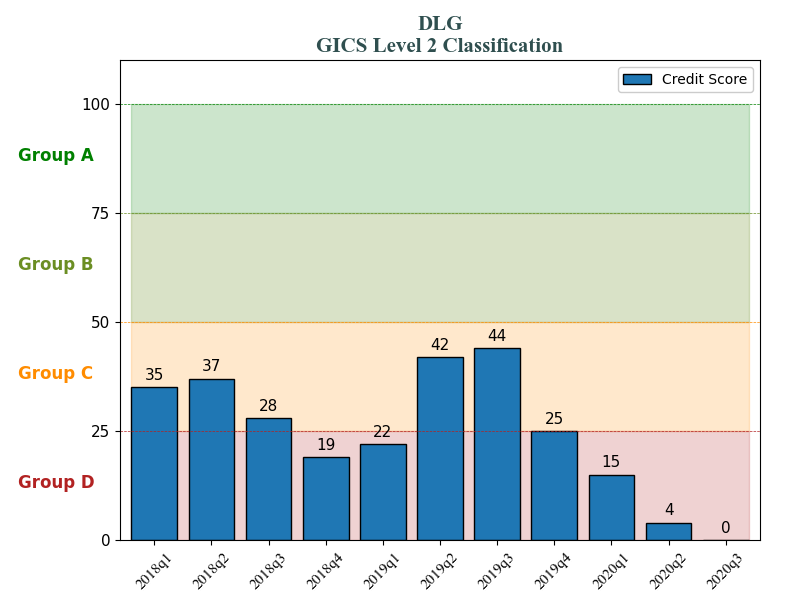 DLG
GICS Level 2 Classification
Credit Score
100
Group A
75
Group B
50
Group C
25
Group D
0
35
37
28
19
22
42
44
25
15
4
0
2018q1
2018q2
2018q3
2018q4
2019q1
2019q2
2019q3
2019q4
2020q1
2020q2
2020q3